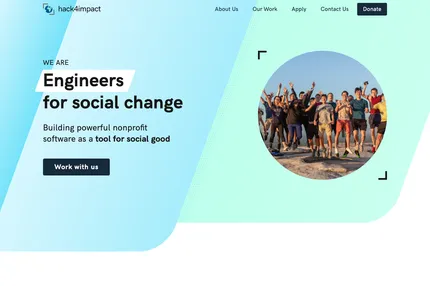 hack4impact
About Us
Our Work
Apply
Contact Us
Donate
WE ARE
Engineers
for social change
Building powerful nonprofit
software as a tool for social good
Work with us